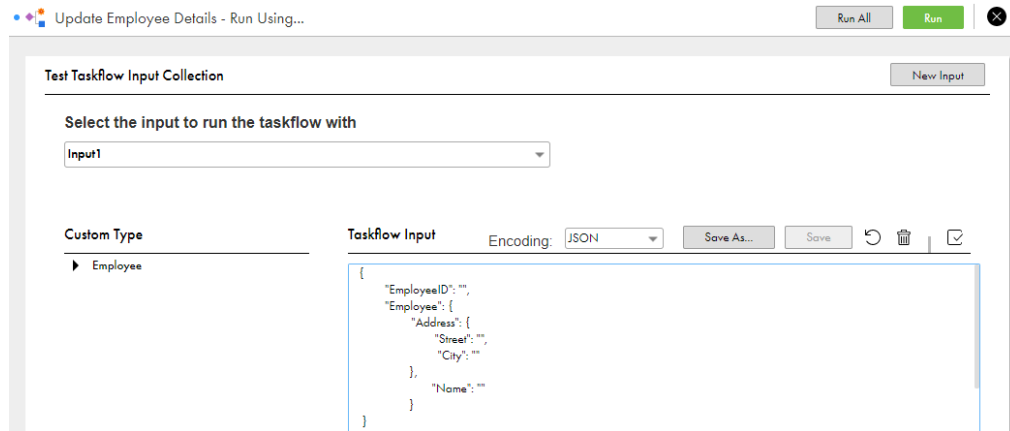 Update Employee Details - Run Using...
Run All
Run
Test Taskflow Input Collection
New Input
Select the input to run the taskflow with
Input1
Custom Type
Taskflow Input
Encoding:
JSON
Save As...
Save
Employee
{
"EmployeeID": "",
"Employee": {
"Address": {
"Street": "",
"City": ""
},
"Name": ""
}
}